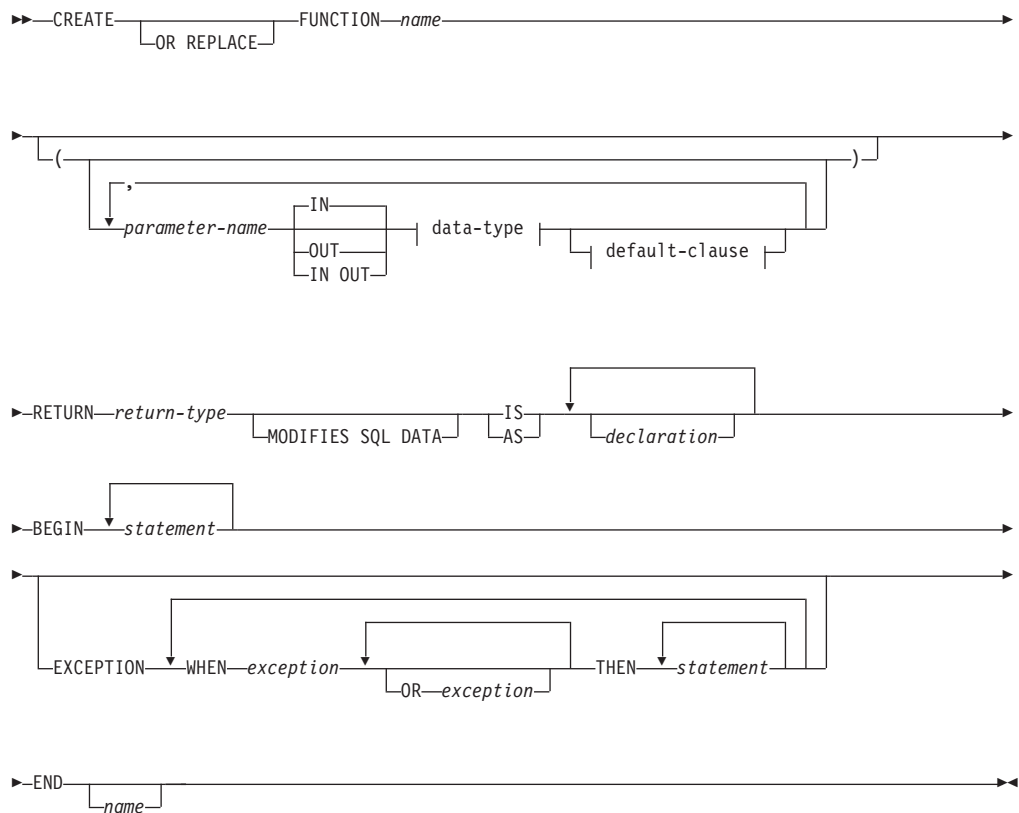 CREATE OR REPLACE FUNCTION name
(
,
parameter-name IN data-type default-clause )
OUT
IN OUT
RETURN return-type MODIFIES SQL DATA IS declaration
AS
BEGIN statement
EXCEPTION WHEN exception THEN statement
OR exception
END
name